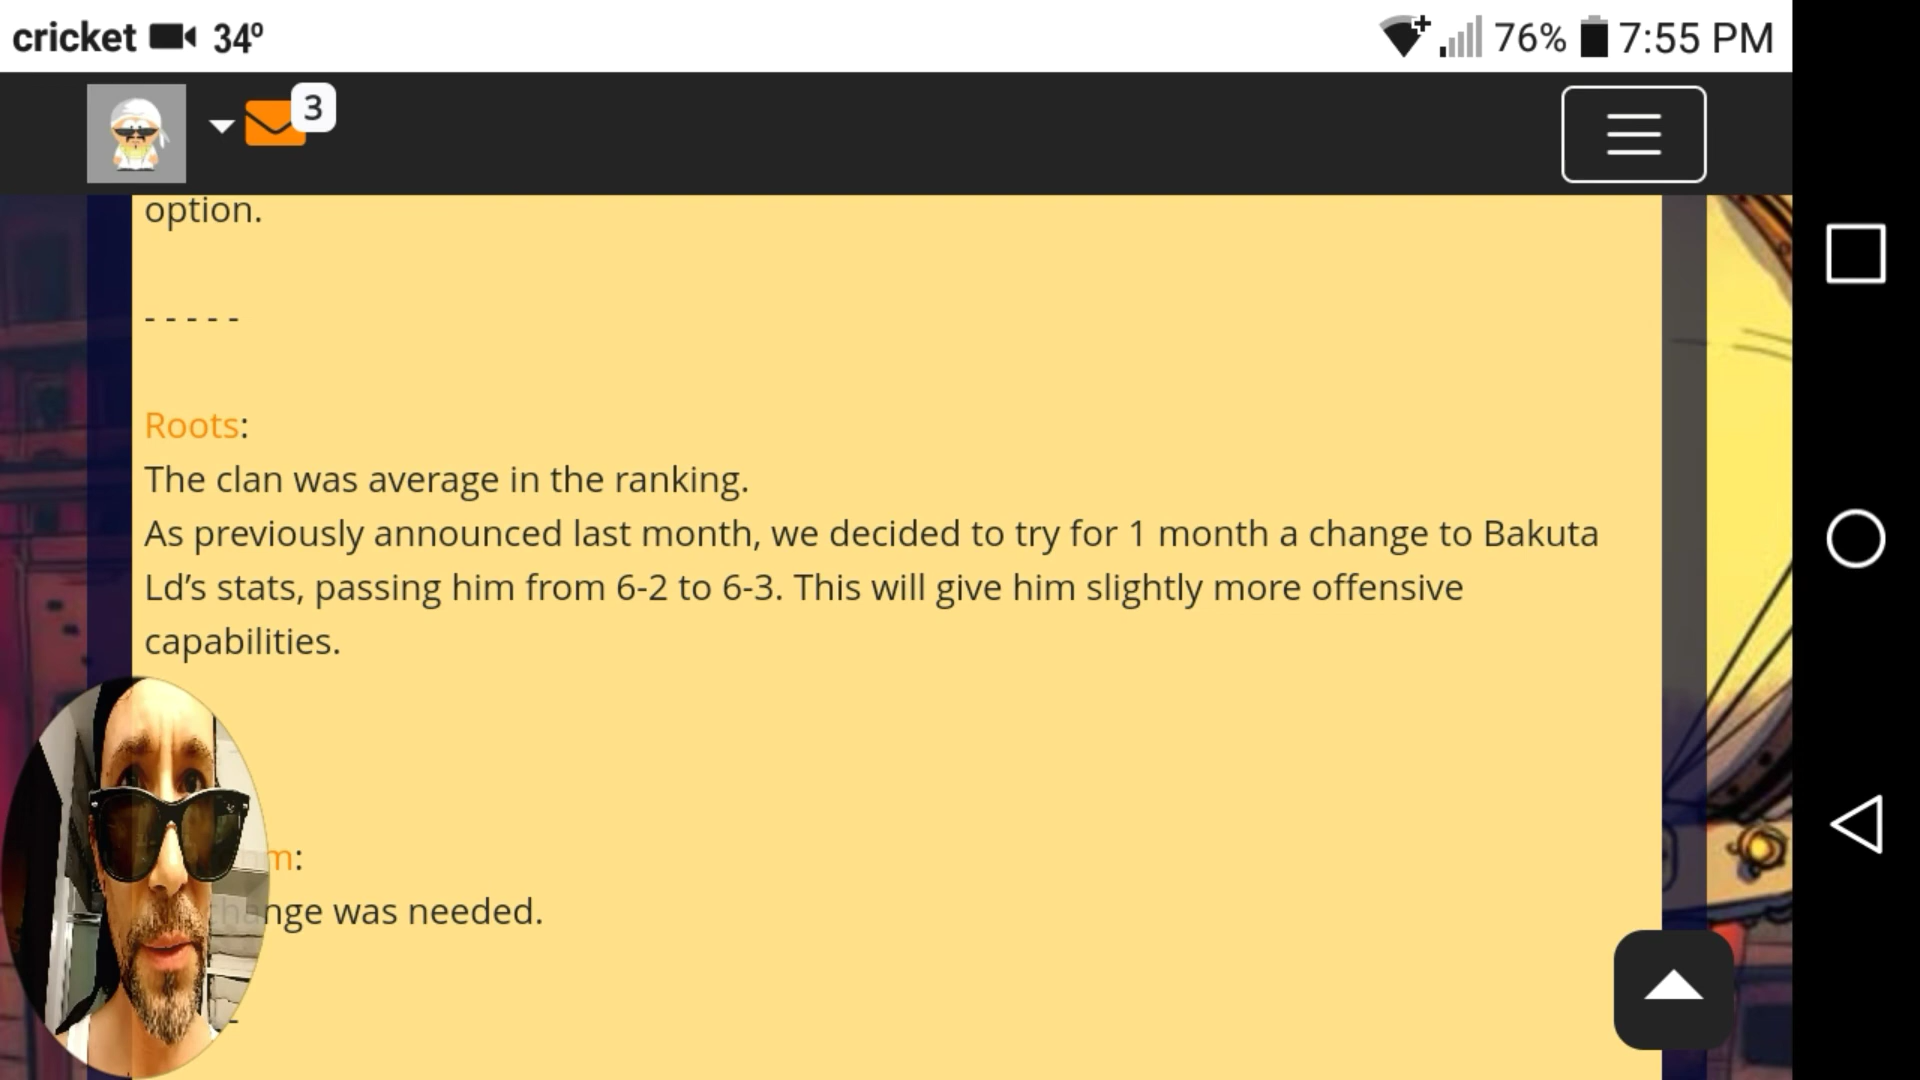 cricket 34º 76% 7:55 PM
3
option.
- - - - -
Roots:
The clan was average in the ranking.
As previously announced last month, we decided to try for 1 month a change to Bakuta
Ld’s stats, passing him from 6-2 to 6-3. This will give him slightly more offensive
capabilities.
m:
change was needed.